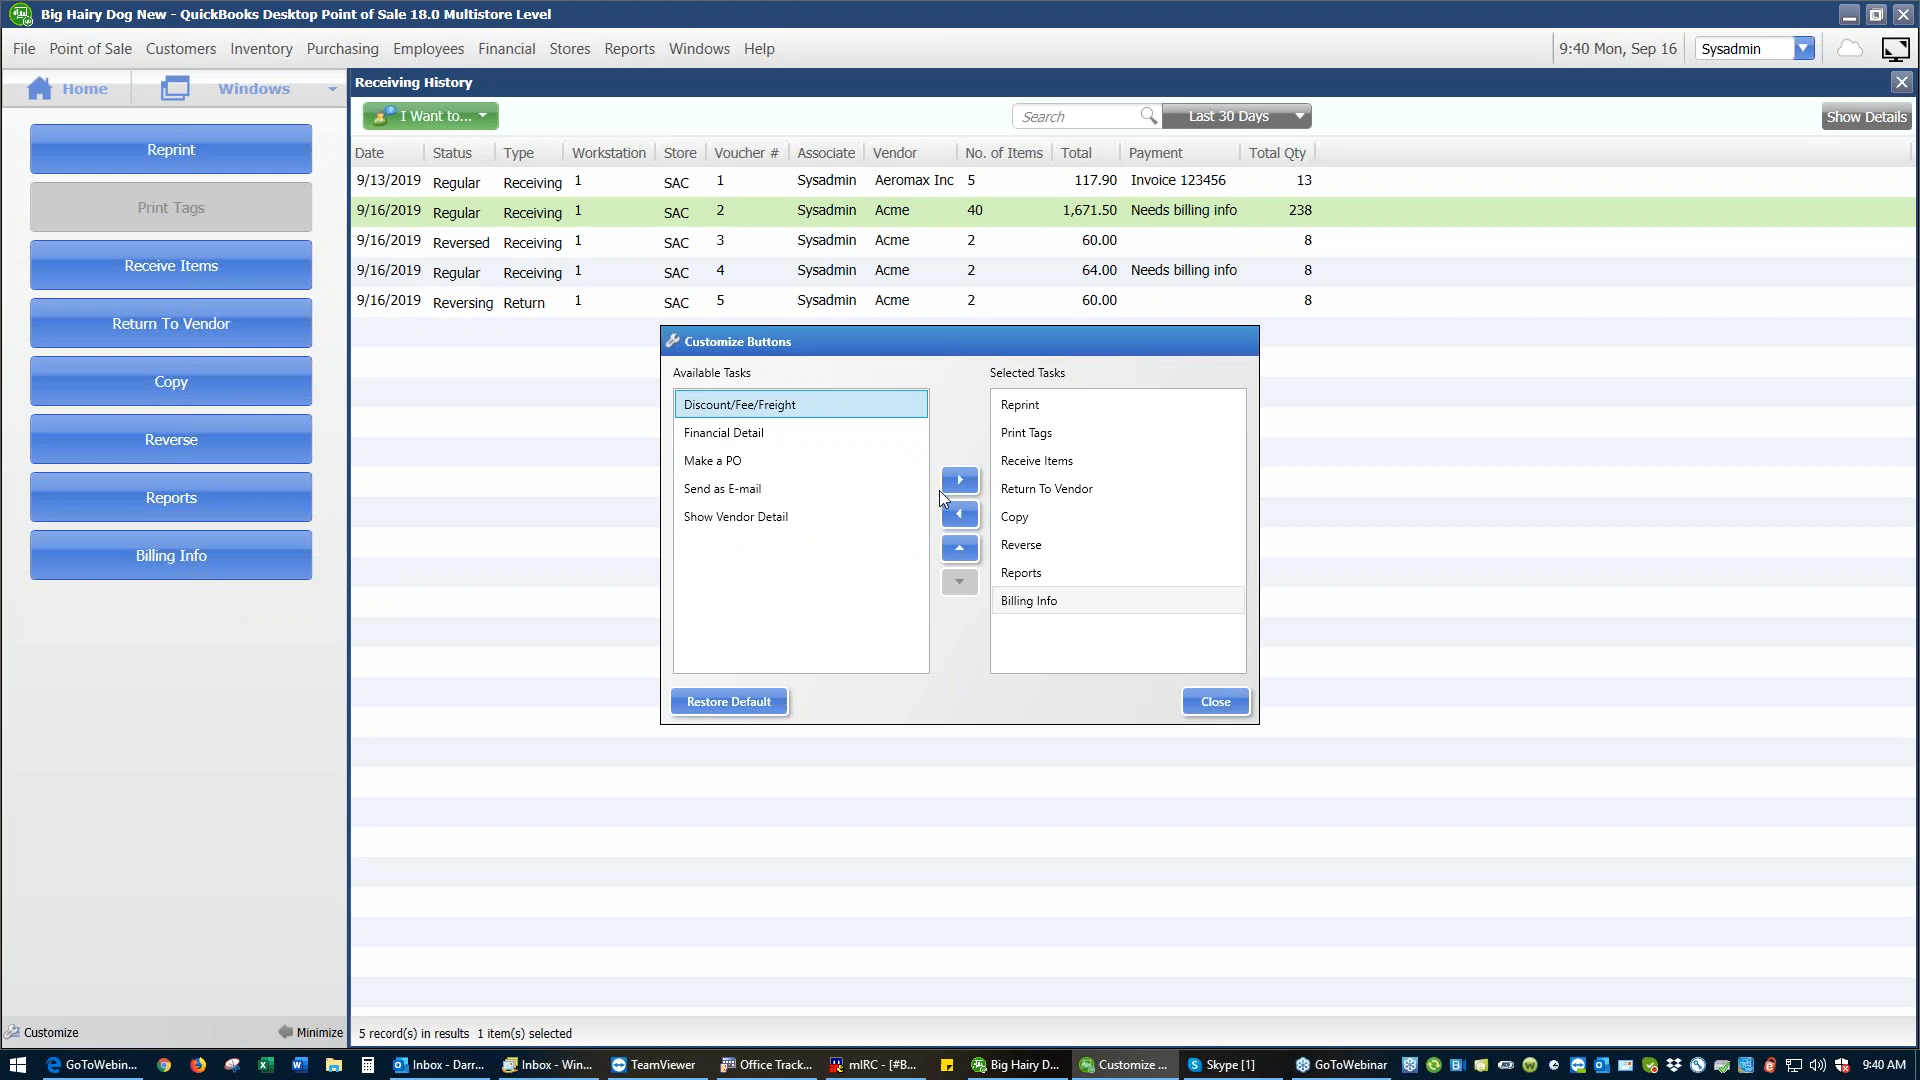 Big Hairy Dog New - QuickBooks Desktop Point of Sale 18.0 Multistore Level
File Point of Sale Customers Inventory Purchasing Employees Financial Stores Reports Windows Help
9:40 Mon, Sep 16 Sysadmin
Home Windows
Receiving History
I Want to... Search Last 30 Days Show Details
Date Status Type Workstation Store Voucher # Associate Vendor No. of Items Total Payment Total Qty
9/13/2019 Regular Receiving 1 SAC 1 Sysadmin Aeromax Inc 5 117.90 Invoice 123456 13
9/16/2019 Regular Receiving 1 SAC 2 Sysadmin Acme 40 1,671.50 Needs billing info 238
9/16/2019 Reversed Receiving 1 SAC 3 Sysadmin Acme 2 60.00 8
9/16/2019 Regular Receiving 1 SAC 4 Sysadmin Acme 2 64.00 Needs billing info 8
9/16/2019 Reversing Return 1 SAC 5 Sysadmin Acme 2 60.00 8
Reprint
Print Tags
Receive Items
Return To Vendor
Copy
Reverse
Reports
Billing Info
Customize Buttons
Available Tasks
Discount/Fee/Freight
Financial Detail
Make a PO
Send as E-mail
Show Vendor Detail
Selected Tasks
Reprint
Print Tags
Receive Items
Return To Vendor
Copy
Reverse
Reports
Billing Info
Restore Default Close
Customize Minimize
5 record(s) in results 1 item(s) selected
GoToWebin... Inbox - Darr... Inbox - Win... TeamViewer Office Track... mIRC - [#B... Big Hairy D... Customize ... Skype [1] GoToWebinar 9:40 AM